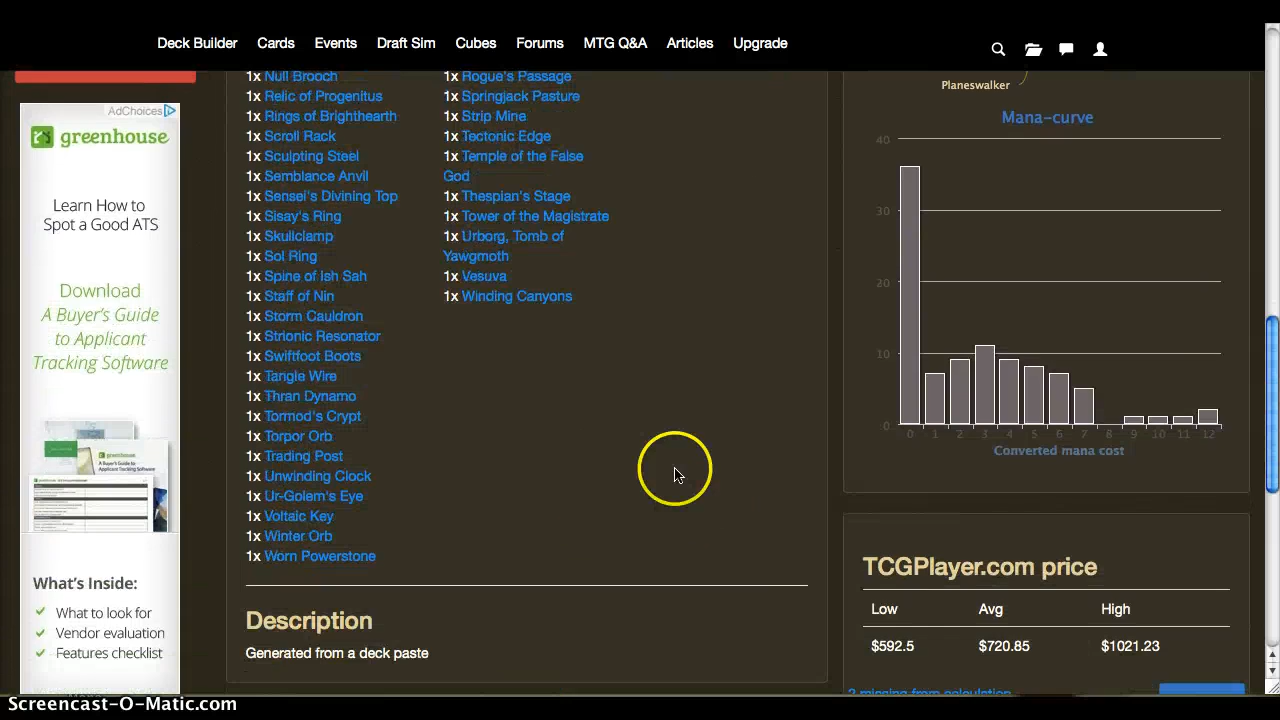 Deck Builder Cards Events Draft Sim Cubes Forums MTG Q&A Articles Upgrade
AdChoices
greenhouse
Learn How to
Spot a Good ATS
Download
A Buyer's Guide
to Applicant
Tracking Software
What's Inside:
What to look for
Vendor evaluation
Features checklist
1x Null Brooch
1x Relic of Progenitus
1x Rings of Brighthearth
1x Scroll Rack
1x Sculpting Steel
1x Semblance Anvil
1x Sensei's Divining Top
1x Sisay's Ring
1x Skullclamp
1x Sol Ring
1x Spine of Ish Sah
1x Staff of Nin
1x Storm Cauldron
1x Strionic Resonator
1x Swiftfoot Boots
1x Tangle Wire
1x Thran Dynamo
1x Tormod's Crypt
1x Torpor Orb
1x Trading Post
1x Unwinding Clock
1x Ur-Golem's Eye
1x Voltaic Key
1x Winter Orb
1x Worn Powerstone
1x Rogue's Passage
1x Springjack Pasture
1x Strip Mine
1x Tectonic Edge
1x Temple of the False
God
1x Thespian's Stage
1x Tower of the Magistrate
1x Urborg, Tomb of
Yawgmoth
1x Vesuva
1x Winding Canyons
Description
Generated from a deck paste
Planeswalker
Mana-curve
40
30
20
10
0
0 1 2 3 4 5 6 7 8 9 10 11 12
Converted mana cost
TCGPlayer.com price
Low Avg High
$592.5 $720.85 $1021.23
2 missing from calculation
Screencast-O-Matic.com